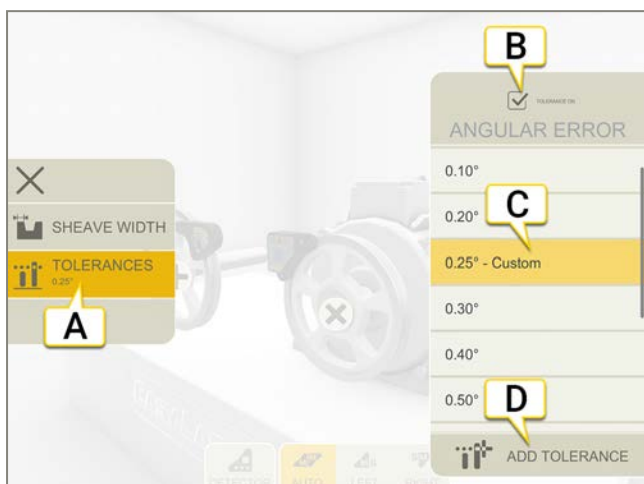 B
TOLERANCE ON
ANGULAR ERROR
0.10°
0.20°
C
0.25° - Custom
0.30°
0.40°
0.50°
D
ADD TOLERANCE
SHEAVE WIDTH
TOLERANCES
0.25°
A
DETECTOR
AUTO
LEFT
RIGHT